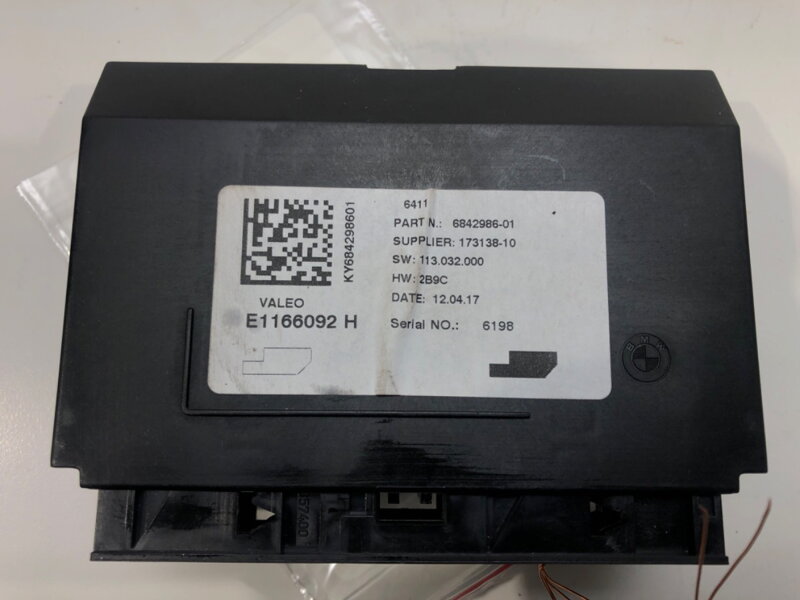 6411
PART N.: 6842986-01
SUPPLIER: 173138-10
SW: 113.032.000
HW: 2B9C
DATE: 12.04.17
Serial NO.: 6198
KY684298601
VALEO
E1166092 H
BMW